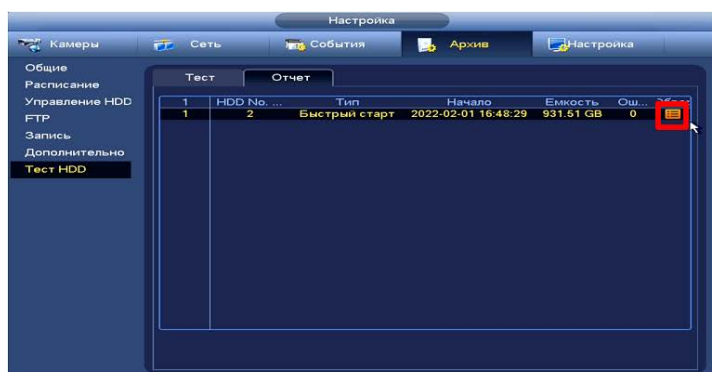 Настройка
Камеры Сеть События Архив Настройка
Общие
Расписание
Управление HDD
FTP
Запись
Дополнительно
Тест HDD
Тест Отчет
1 HDD No. ... Тип Начало Емкость Ош...
1 2 Быстрый старт 2022-02-01 16:48:29 931.51 GB 0